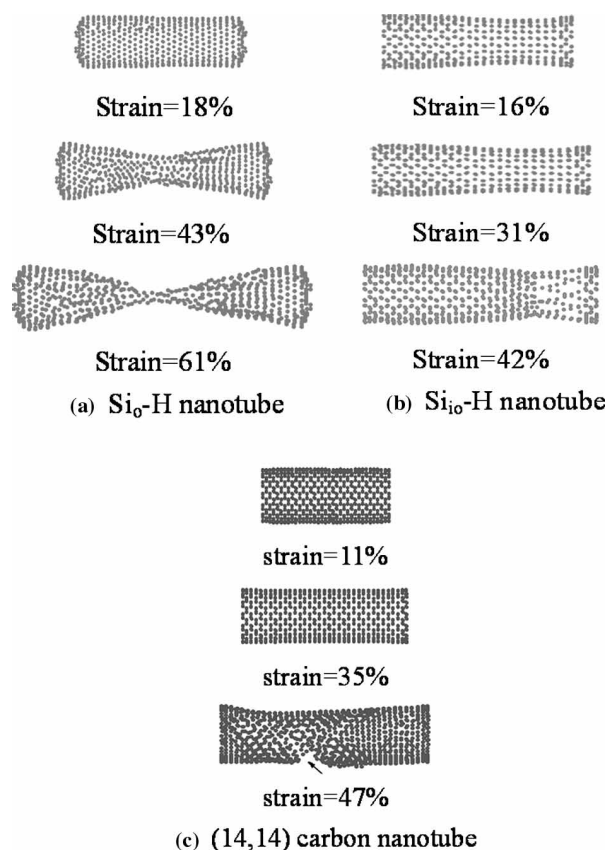 Strain=18%
Strain=16%
Strain=43%
Strain=31%
Strain=61%
Strain=42%
(a) Siₒ-H nanotube
(b) Siᵢₒ-H nanotube
strain=11%
strain=35%
strain=47%
(c) (14,14) carbon nanotube